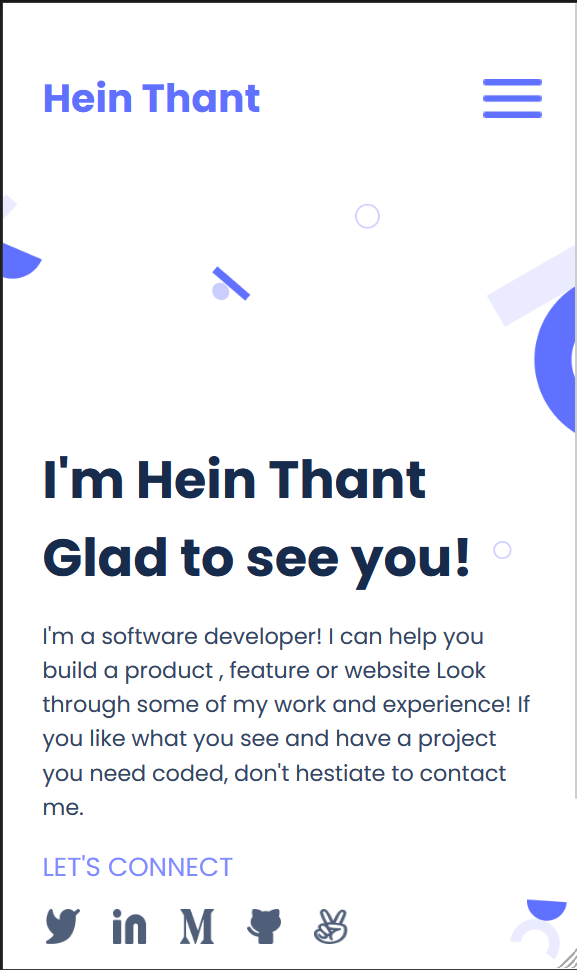 Hein Thant
I'm Hein Thant
Glad to see you!
I'm a software developer! I can help you
build a product , feature or website Look
through some of my work and experience! If
you like what you see and have a project
you need coded, don't hestiate to contact
me.
LET'S CONNECT